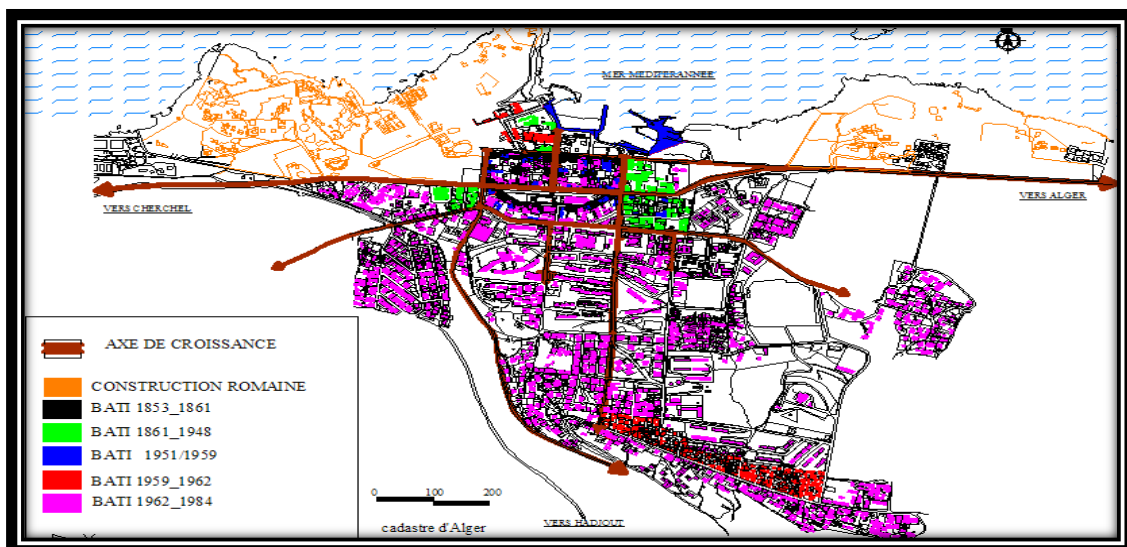 MER MEDITERANNEE
VERS CHERCHEL
VERS ALGER
AXE DE CROISSANCE
CONSTRUCTION ROMAINE
BATI 1853_1861
BATI 1861_1948
BATI 1951/1959
BATI 1959_1962
BATI 1962_1984
0 100 200
cadastre d'Alger
VERS HADJOUT